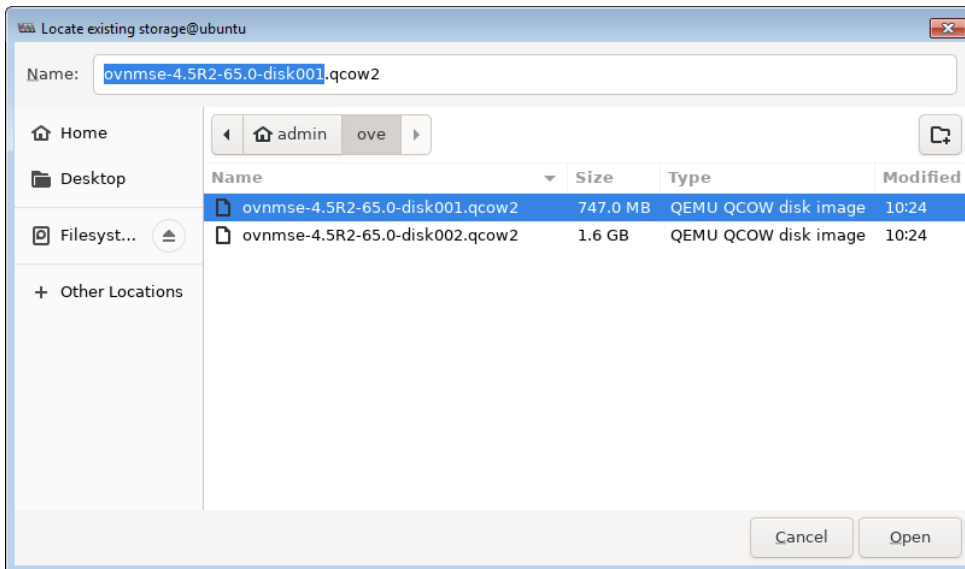 Locate existing storage@ubuntu
Name: ovnmse-4.5R2-65.0-disk001.qcow2
Home
Desktop
Filesyst...
Other Locations
admin ove
Name Size Type Modified
ovnmse-4.5R2-65.0-disk001.qcow2 747.0 MB QEMU QCOW disk image 10:24
ovnmse-4.5R2-65.0-disk002.qcow2 1.6 GB QEMU QCOW disk image 10:24
Cancel Open